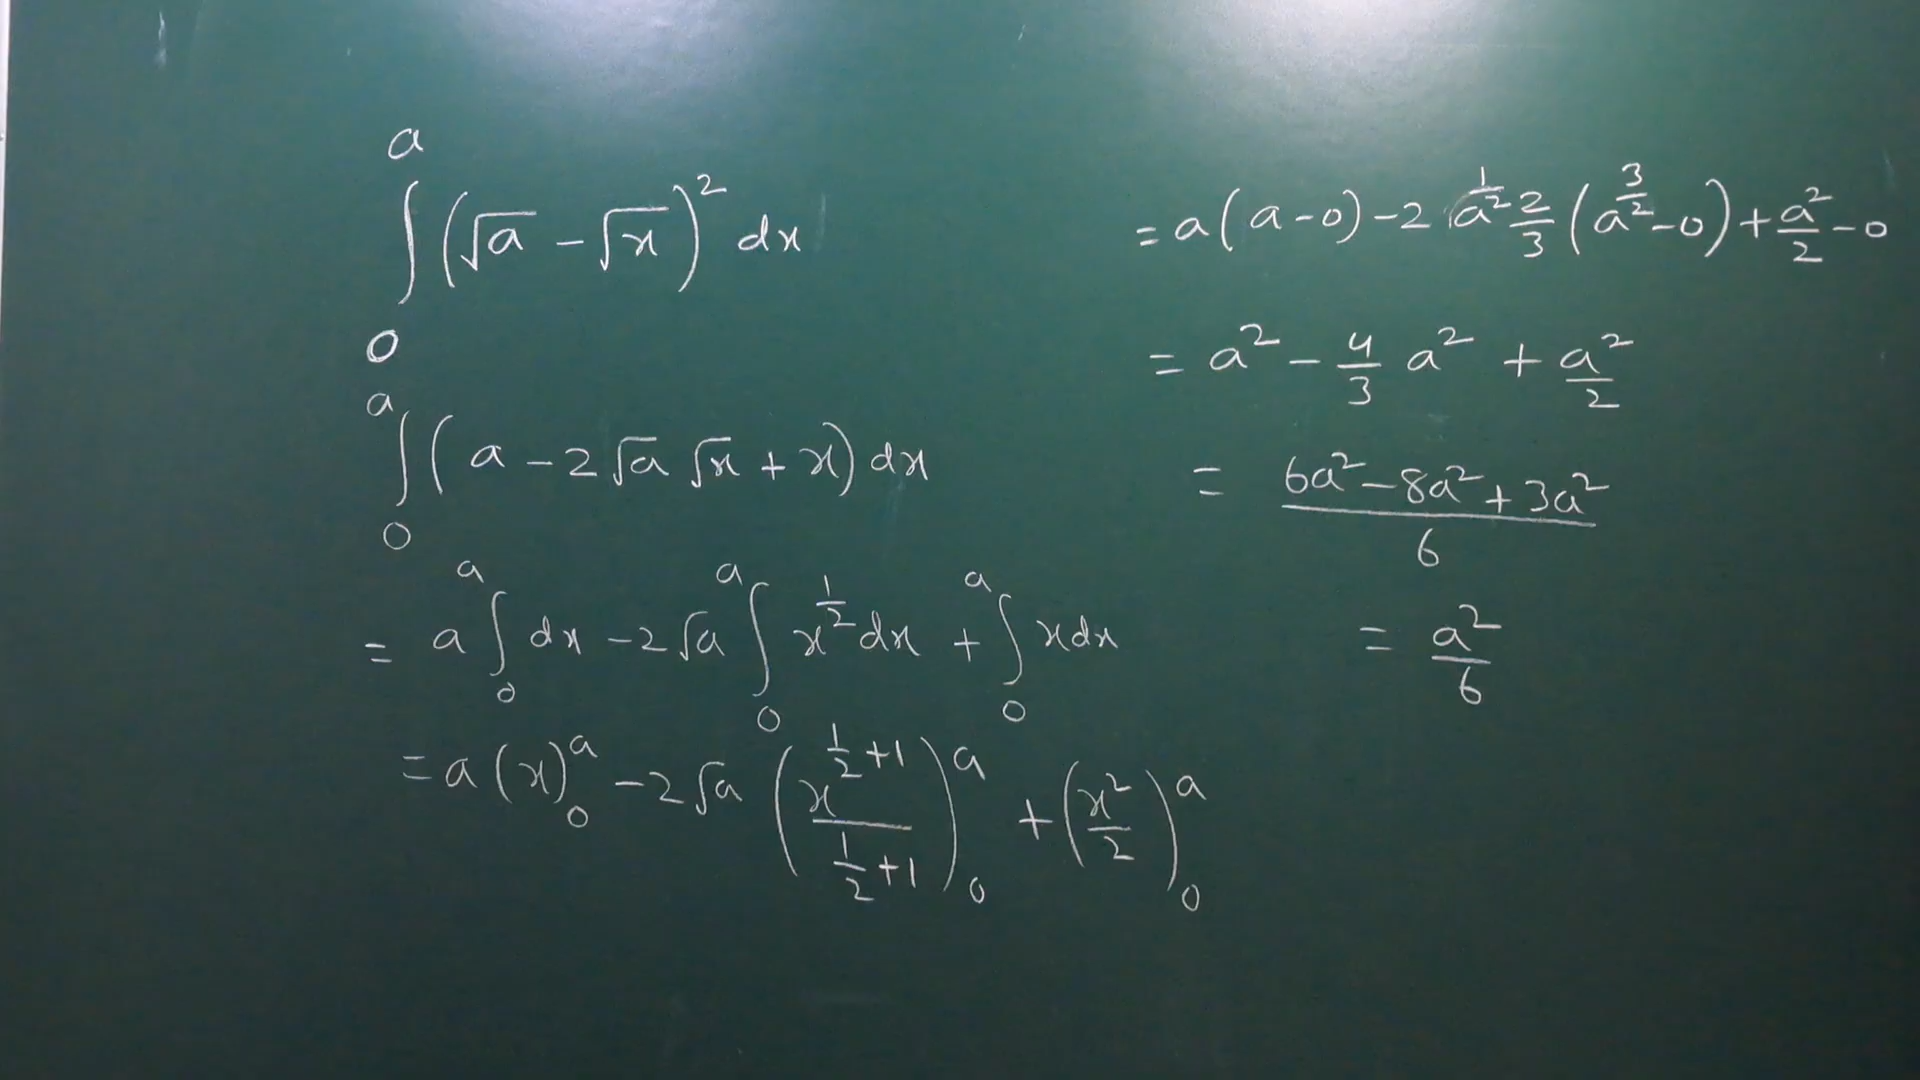 ∫₀ᵃ (√a − √x)² dx
∫₀ᵃ (a − 2√a √x + x) dx
= a ∫₀ᵃ dx − 2√a ∫₀ᵃ x^(1/2) dx + ∫₀ᵃ x dx
= a (x)₀ᵃ − 2√a (x^(1/2+1) / (1/2+1))₀ᵃ + (x²/2)₀ᵃ
= a(a−0) − 2 a^(1/2) 2/3 (a^(3/2) − 0) + a²/2 − 0
= a² − 4/3 a² + a²/2
= (6a² − 8a² + 3a²)/6
= a²/6